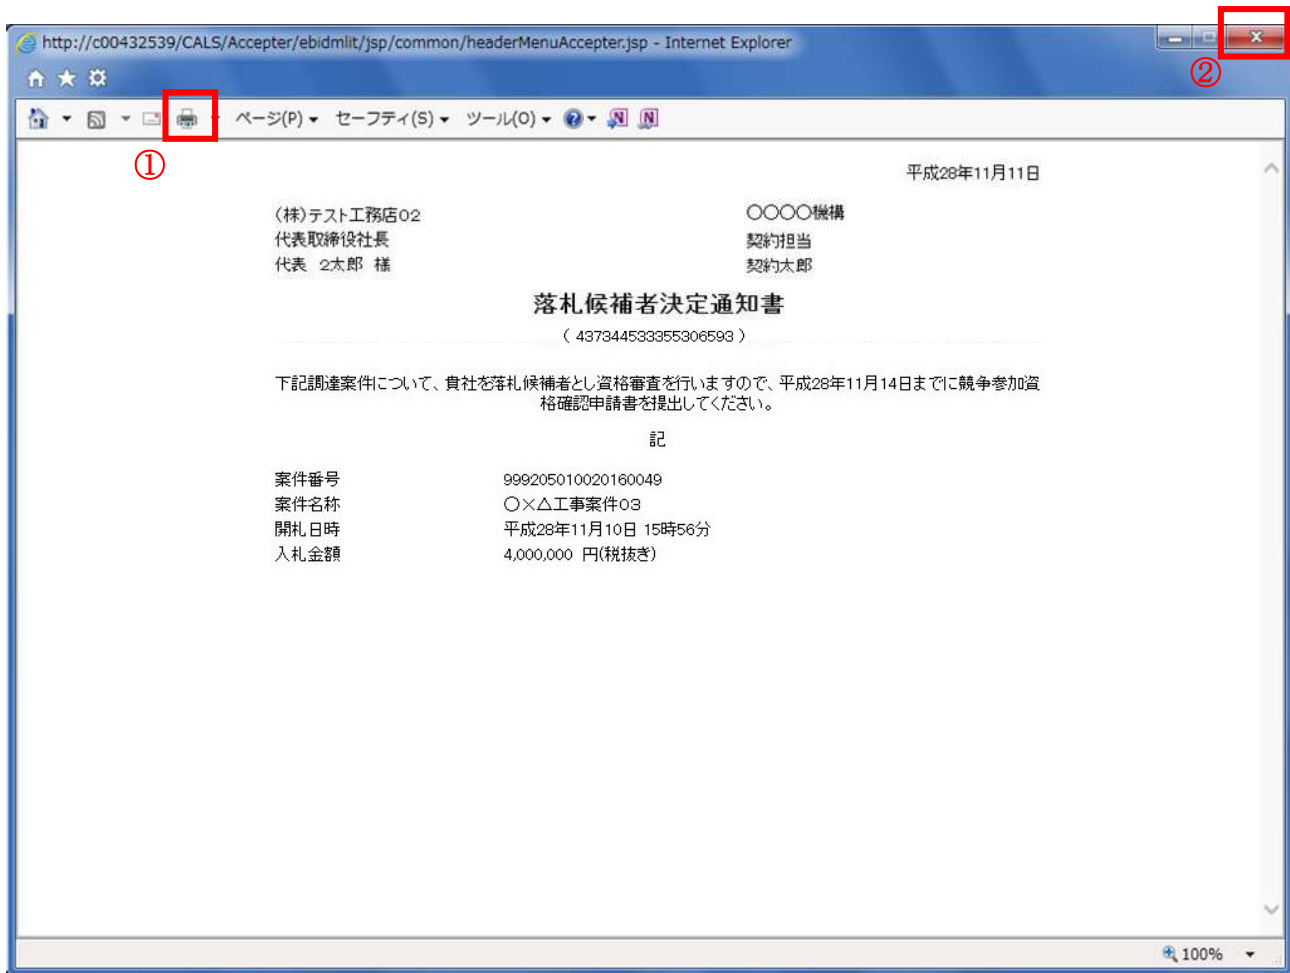 http://c00432539/CALS/Accepter/ebidmlit/jsp/common/headerMenuAccepter.jsp - Internet Explorer
②
ページ(P) セーフティ(S) ツール(O)
①
平成28年11月11日
(株)テスト工務店02 〇〇〇〇機構
代表取締役社長 契約担当
代表 2太郎 様 契約太郎
落札候補者決定通知書
( 437344533355306593 )
下記調達案件について、貴社を落札候補者とし資格審査を行いますので、平成28年11月14日までに競争参加資
格確認申請書を提出してください。
記
案件番号 999205010020160049
案件名称 〇×△工事案件03
開札日時 平成28年11月10日 15時56分
入札金額 4,000,000 円(税抜き)
100%